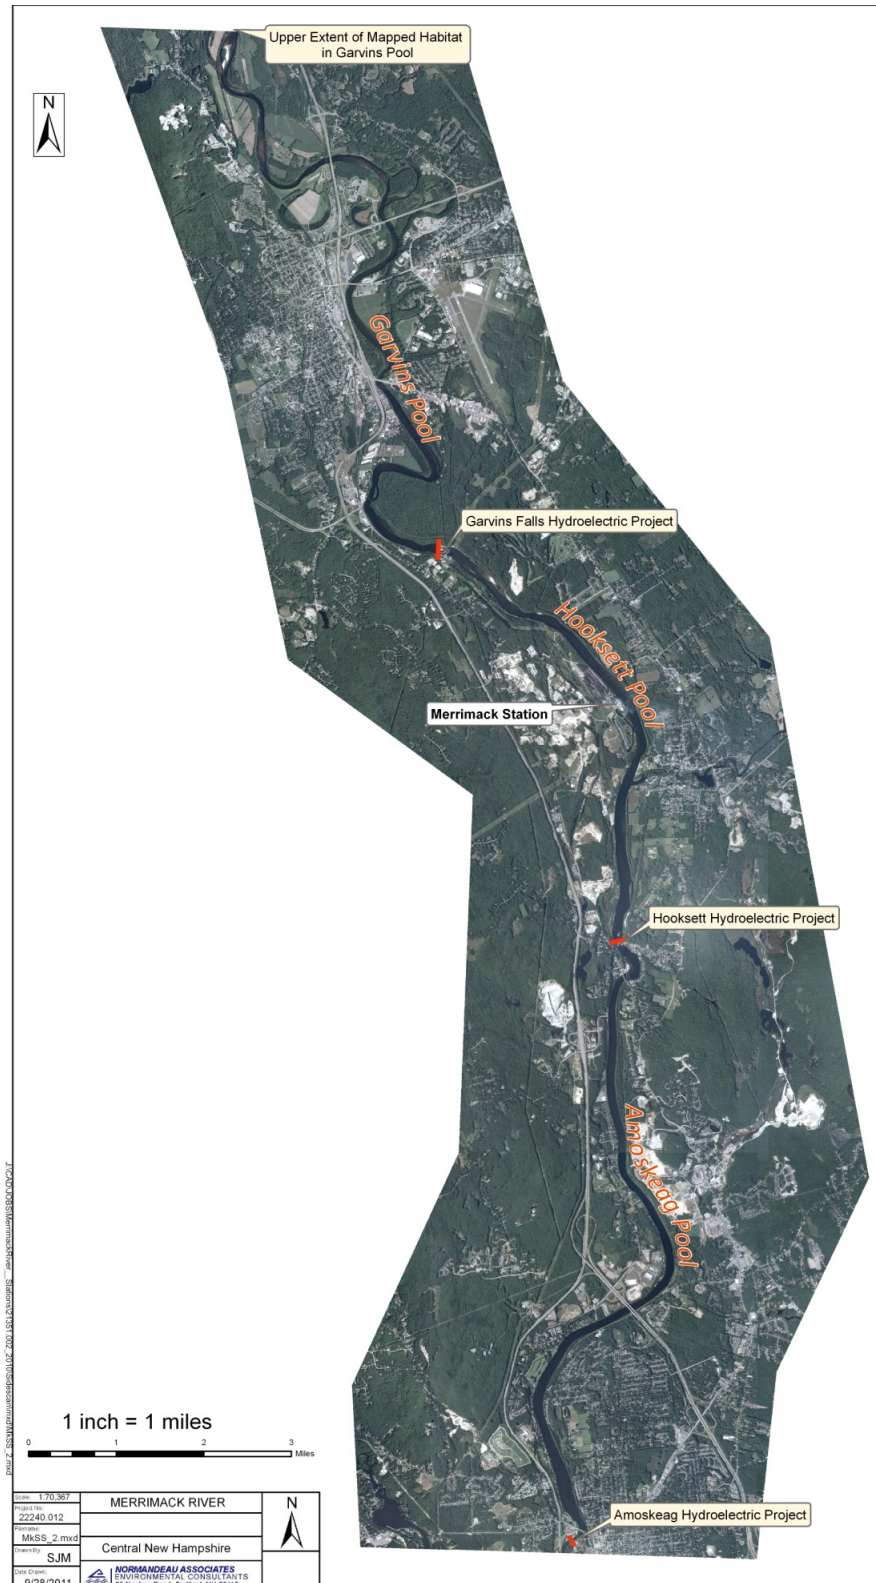 Upper Extent of Mapped Habitat
in Garvins Pool
N
Garvins Pool
Garvins Falls Hydroelectric Project
Hooksett Pool
Merrimack Station
Hooksett Hydroelectric Project
Amoskeag Pool
1 inch = 1 miles
0 1 2 3
Miles
Amoskeag Hydroelectric Project
Scale: 1:70,367
Project No:
22240.012
Filename:
MkSS_2.mxd
Drawn By:
SJM
Date Drawn:
9/28/2011
MERRIMACK RIVER
Central New Hampshire
NORMANDEAU ASSOCIATES
ENVIRONMENTAL CONSULTANTS
N